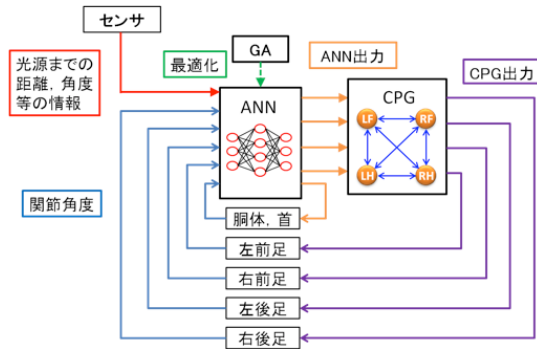 センサ
光源までの
距離, 角度
等の情報
最適化
GA
ANN出力
CPG出力
ANN
CPG
LF
RF
LH
RH
関節角度
胴体, 首
左前足
右前足
左後足
右後足